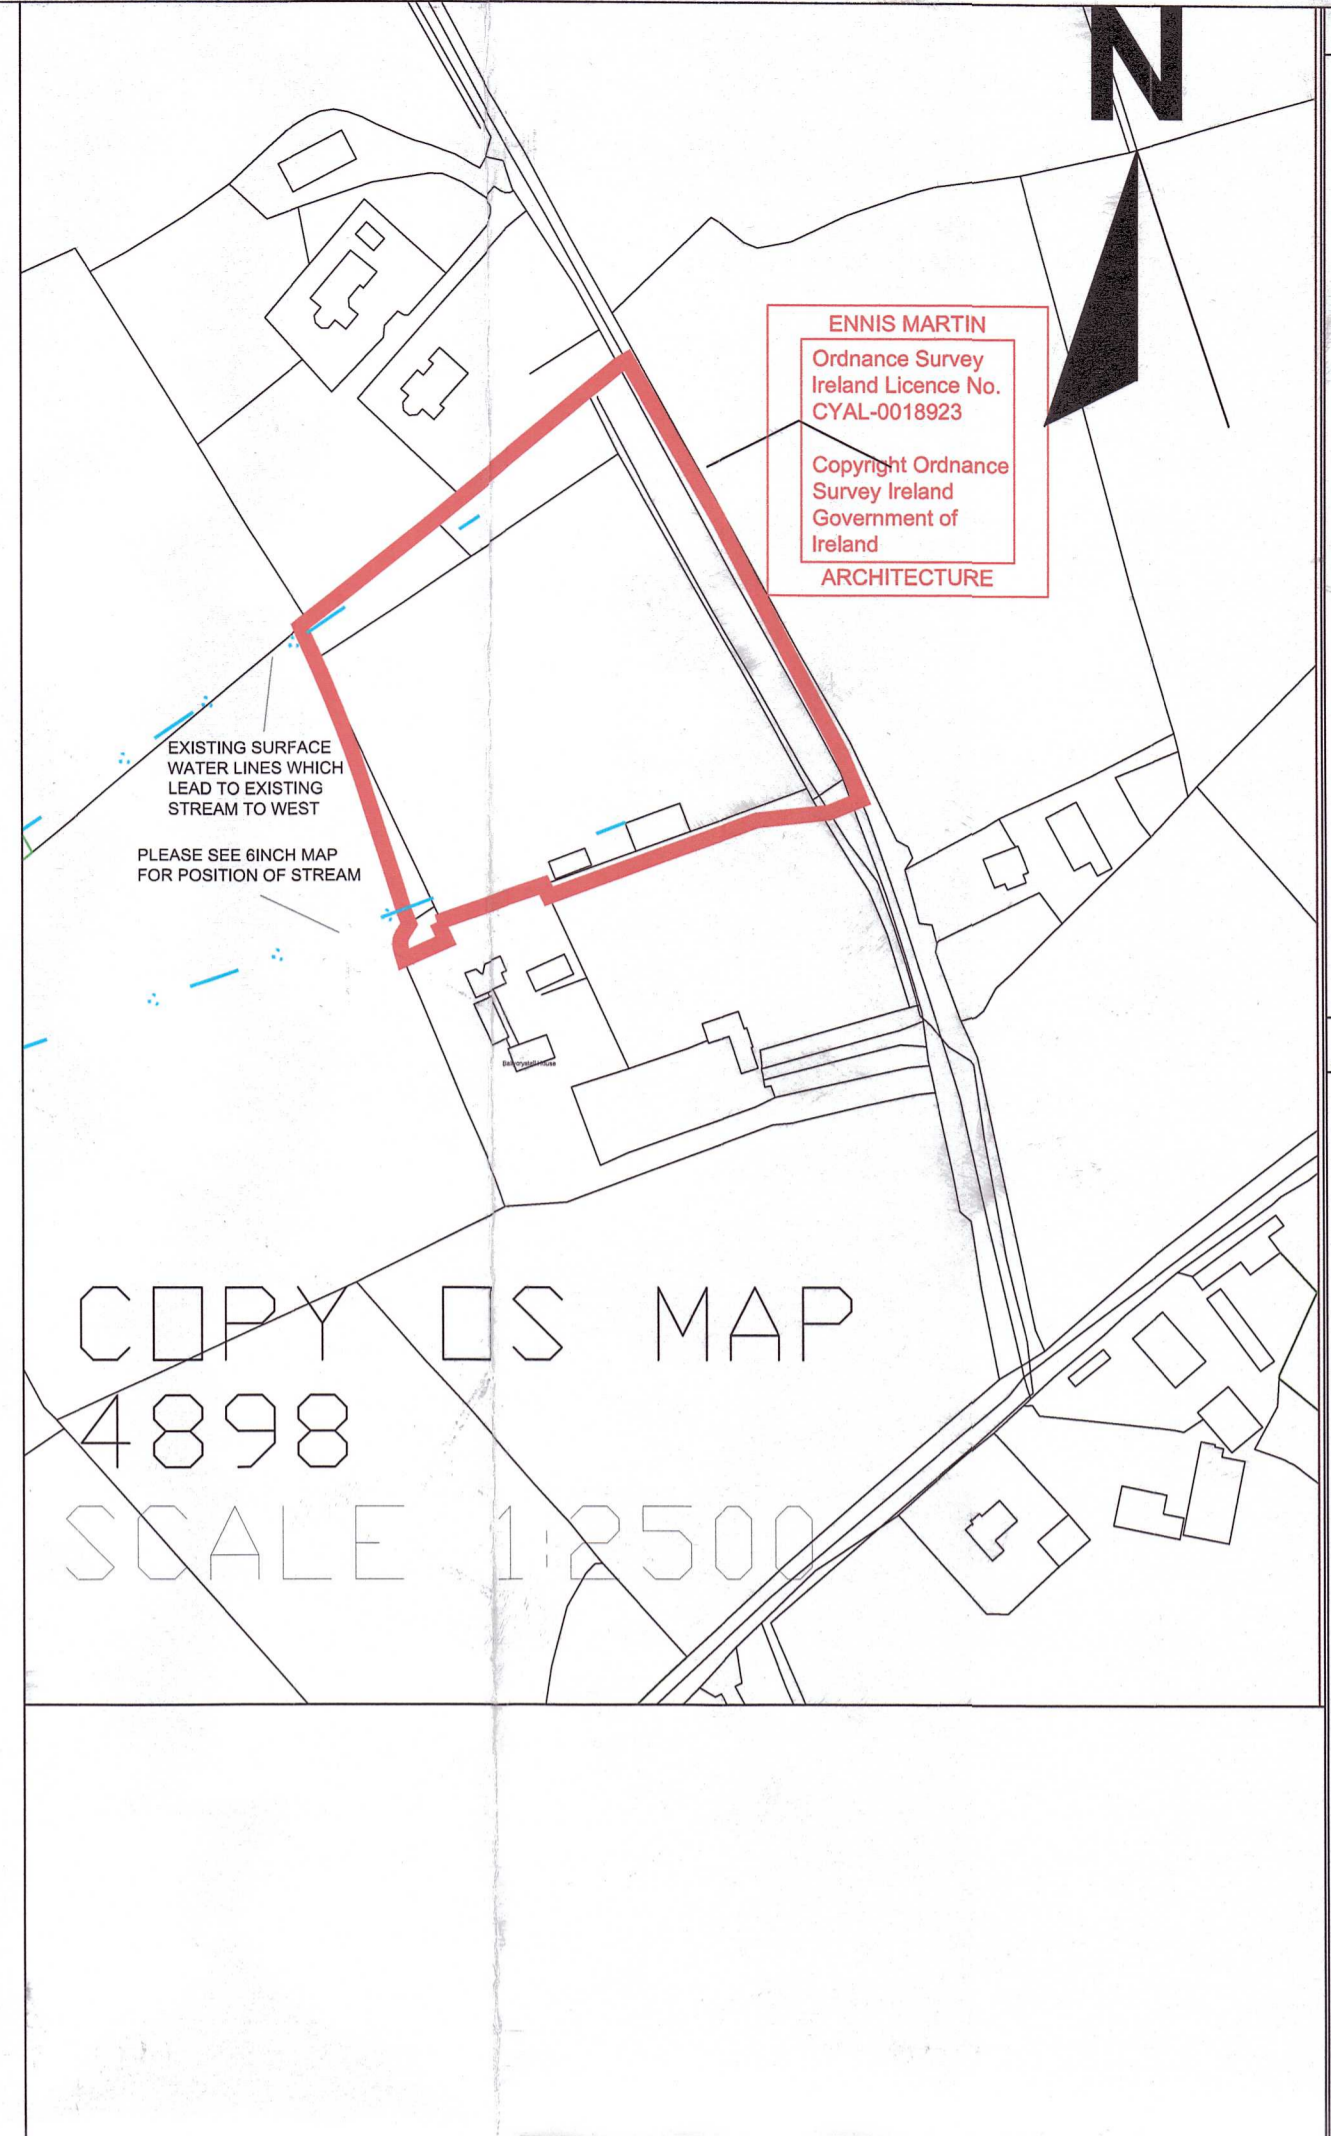 N
ENNIS MARTIN
Ordnance Survey
Ireland Licence No.
CYAL-0018923
Copyright Ordnance
Survey Ireland
Government of
Ireland
ARCHITECTURE
EXISTING SURFACE
WATER LINES WHICH
LEAD TO EXISTING
STREAM TO WEST
PLEASE SEE 6INCH MAP
FOR POSITION OF STREAM
COPY OS MAP
4898
SCALE 1:2500